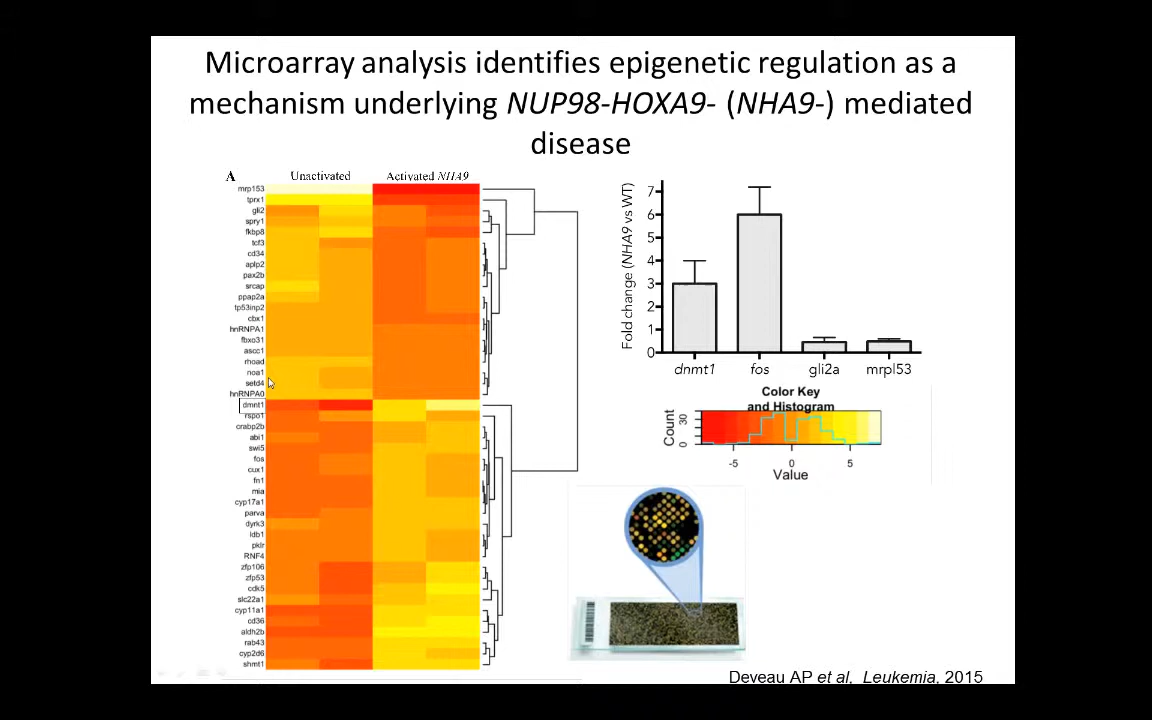 Microarray analysis identifies epigenetic regulation as a
mechanism underlying NUP98-HOXA9- (NHA9-) mediated
disease
A
Unactivated
Activated NHA9
mrp153
tprx1
gli2
spry1
fkbp8
tcf3
cd34
aplp2
pax2b
srcap
ppap2a
tp53inp2
cbx1
hnRNPA1
fbxo31
ascc1
rhoad
noa1
setd4
hnRNPA0
dmnt1
rspo1
crabp2b
abi1
swi5
fos
cux1
fn1
mia
cyp17a1
parva
dyrk3
ldb1
pklr
RNF4
zfp106
zfp53
cdk5
slc22a1
cyp11a1
cd36
aldh2b
rab43
cyp2d6
shmt1
Fold change (NHA9 vs WT)
7
6
5
4
3
2
1
0
dnmt1 fos gli2a mrpl53
Color Key
and Histogram
Count
0 30
-5 0 5
Value
Deveau AP et al, Leukemia, 2015